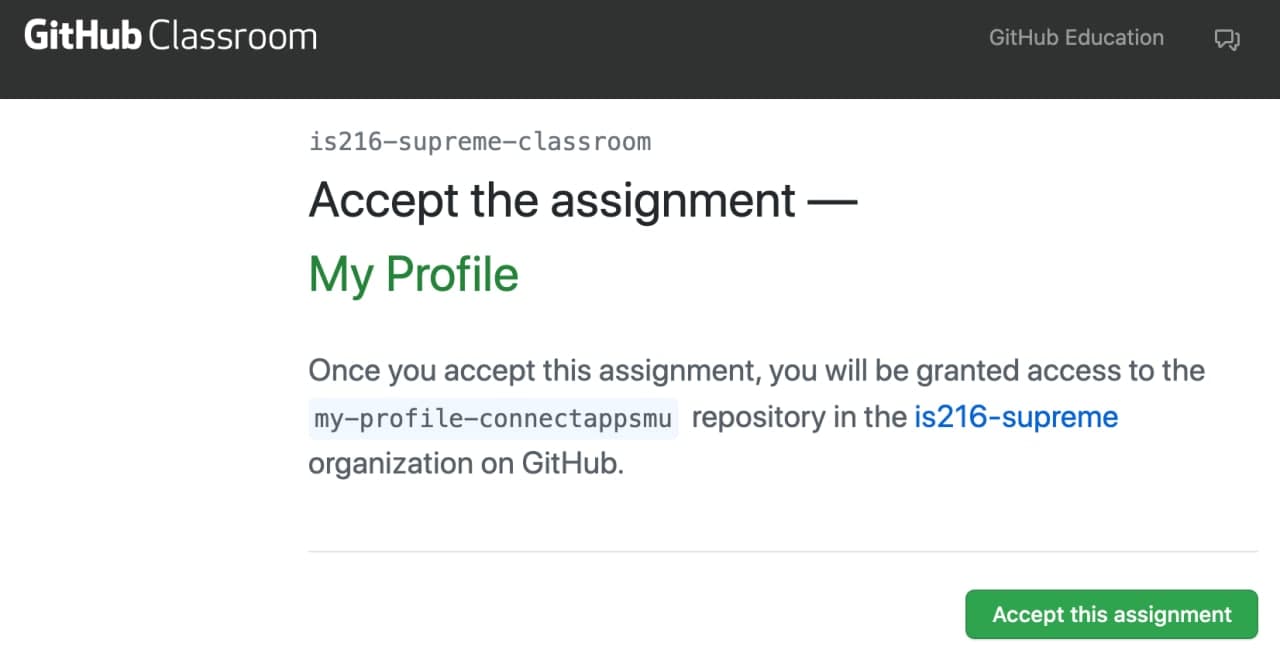 GitHub Classroom
GitHub Education
is216-supreme-classroom
Accept the assignment —
My Profile
Once you accept this assignment, you will be granted access to the
my-profile-connectappsmu repository in the is216-supreme
organization on GitHub.
Accept this assignment